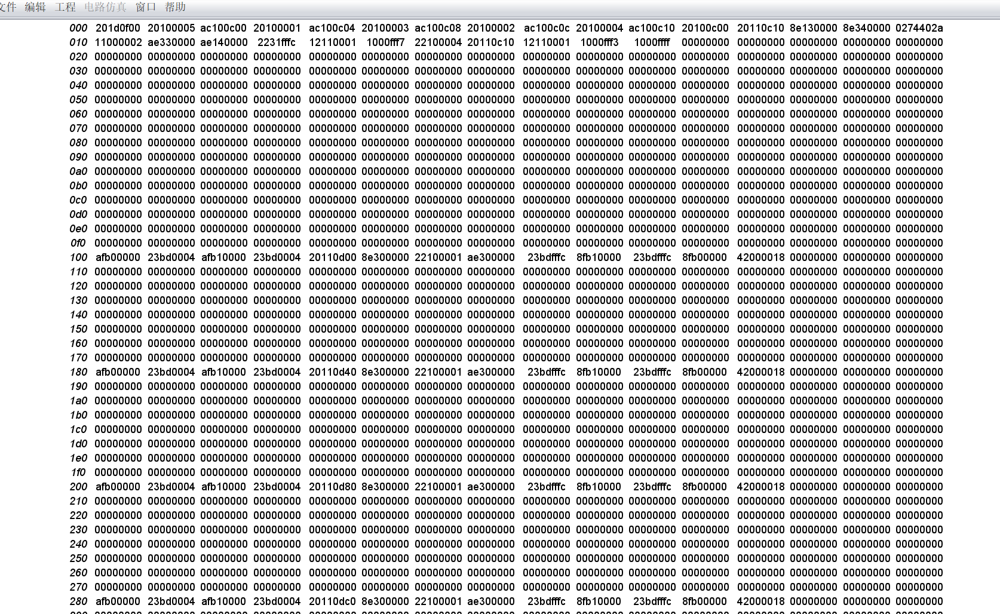 文件 编辑 工程 电路仿真 窗口 帮助
000 201d0f00 20100005 ac100c00 20100001 ac100c04 20100003 ac100c08 20100002 ac100c0c 20100004 ac100c10 20100c00 20110c10 8e130000 8e340000 0274402a
010 11000002 ae330000 ae140000 2231fffc 12110001 1000fff7 22100004 20110c10 12110001 1000fff3 1000ffff 00000000 00000000 00000000 00000000 00000000
020 00000000 00000000 00000000 00000000 00000000 00000000 00000000 00000000 00000000 00000000 00000000 00000000 00000000 00000000 00000000 00000000
030 00000000 00000000 00000000 00000000 00000000 00000000 00000000 00000000 00000000 00000000 00000000 00000000 00000000 00000000 00000000 00000000
040 00000000 00000000 00000000 00000000 00000000 00000000 00000000 00000000 00000000 00000000 00000000 00000000 00000000 00000000 00000000 00000000
050 00000000 00000000 00000000 00000000 00000000 00000000 00000000 00000000 00000000 00000000 00000000 00000000 00000000 00000000 00000000 00000000
060 00000000 00000000 00000000 00000000 00000000 00000000 00000000 00000000 00000000 00000000 00000000 00000000 00000000 00000000 00000000 00000000
070 00000000 00000000 00000000 00000000 00000000 00000000 00000000 00000000 00000000 00000000 00000000 00000000 00000000 00000000 00000000 00000000
080 00000000 00000000 00000000 00000000 00000000 00000000 00000000 00000000 00000000 00000000 00000000 00000000 00000000 00000000 00000000 00000000
090 00000000 00000000 00000000 00000000 00000000 00000000 00000000 00000000 00000000 00000000 00000000 00000000 00000000 00000000 00000000 00000000
0a0 00000000 00000000 00000000 00000000 00000000 00000000 00000000 00000000 00000000 00000000 00000000 00000000 00000000 00000000 00000000 00000000
0b0 00000000 00000000 00000000 00000000 00000000 00000000 00000000 00000000 00000000 00000000 00000000 00000000 00000000 00000000 00000000 00000000
0c0 00000000 00000000 00000000 00000000 00000000 00000000 00000000 00000000 00000000 00000000 00000000 00000000 00000000 00000000 00000000 00000000
0d0 00000000 00000000 00000000 00000000 00000000 00000000 00000000 00000000 00000000 00000000 00000000 00000000 00000000 00000000 00000000 00000000
0e0 00000000 00000000 00000000 00000000 00000000 00000000 00000000 00000000 00000000 00000000 00000000 00000000 00000000 00000000 00000000 00000000
0f0 00000000 00000000 00000000 00000000 00000000 00000000 00000000 00000000 00000000 00000000 00000000 00000000 00000000 00000000 00000000 00000000
100 afb00000 23bd0004 afb10000 23bd0004 20110d00 8e300000 22100001 ae300000 23bdfffc 8fb10000 23bdfffc 8fb00000 42000018 00000000 00000000 00000000
110 00000000 00000000 00000000 00000000 00000000 00000000 00000000 00000000 00000000 00000000 00000000 00000000 00000000 00000000 00000000 00000000
120 00000000 00000000 00000000 00000000 00000000 00000000 00000000 00000000 00000000 00000000 00000000 00000000 00000000 00000000 00000000 00000000
130 00000000 00000000 00000000 00000000 00000000 00000000 00000000 00000000 00000000 00000000 00000000 00000000 00000000 00000000 00000000 00000000
140 00000000 00000000 00000000 00000000 00000000 00000000 00000000 00000000 00000000 00000000 00000000 00000000 00000000 00000000 00000000 00000000
150 00000000 00000000 00000000 00000000 00000000 00000000 00000000 00000000 00000000 00000000 00000000 00000000 00000000 00000000 00000000 00000000
160 00000000 00000000 00000000 00000000 00000000 00000000 00000000 00000000 00000000 00000000 00000000 00000000 00000000 00000000 00000000 00000000
170 00000000 00000000 00000000 00000000 00000000 00000000 00000000 00000000 00000000 00000000 00000000 00000000 00000000 00000000 00000000 00000000
180 afb00000 23bd0004 afb10000 23bd0004 20110d40 8e300000 22100001 ae300000 23bdfffc 8fb10000 23bdfffc 8fb00000 42000018 00000000 00000000 00000000
190 00000000 00000000 00000000 00000000 00000000 00000000 00000000 00000000 00000000 00000000 00000000 00000000 00000000 00000000 00000000 00000000
1a0 00000000 00000000 00000000 00000000 00000000 00000000 00000000 00000000 00000000 00000000 00000000 00000000 00000000 00000000 00000000 00000000
1b0 00000000 00000000 00000000 00000000 00000000 00000000 00000000 00000000 00000000 00000000 00000000 00000000 00000000 00000000 00000000 00000000
1c0 00000000 00000000 00000000 00000000 00000000 00000000 00000000 00000000 00000000 00000000 00000000 00000000 00000000 00000000 00000000 00000000
1d0 00000000 00000000 00000000 00000000 00000000 00000000 00000000 00000000 00000000 00000000 00000000 00000000 00000000 00000000 00000000 00000000
1e0 00000000 00000000 00000000 00000000 00000000 00000000 00000000 00000000 00000000 00000000 00000000 00000000 00000000 00000000 00000000 00000000
1f0 00000000 00000000 00000000 00000000 00000000 00000000 00000000 00000000 00000000 00000000 00000000 00000000 00000000 00000000 00000000 00000000
200 afb00000 23bd0004 afb10000 23bd0004 20110d80 8e300000 22100001 ae300000 23bdfffc 8fb10000 23bdfffc 8fb00000 42000018 00000000 00000000 00000000
210 00000000 00000000 00000000 00000000 00000000 00000000 00000000 00000000 00000000 00000000 00000000 00000000 00000000 00000000 00000000 00000000
220 00000000 00000000 00000000 00000000 00000000 00000000 00000000 00000000 00000000 00000000 00000000 00000000 00000000 00000000 00000000 00000000
230 00000000 00000000 00000000 00000000 00000000 00000000 00000000 00000000 00000000 00000000 00000000 00000000 00000000 00000000 00000000 00000000
240 00000000 00000000 00000000 00000000 00000000 00000000 00000000 00000000 00000000 00000000 00000000 00000000 00000000 00000000 00000000 00000000
250 00000000 00000000 00000000 00000000 00000000 00000000 00000000 00000000 00000000 00000000 00000000 00000000 00000000 00000000 00000000 00000000
260 00000000 00000000 00000000 00000000 00000000 00000000 00000000 00000000 00000000 00000000 00000000 00000000 00000000 00000000 00000000 00000000
270 00000000 00000000 00000000 00000000 00000000 00000000 00000000 00000000 00000000 00000000 00000000 00000000 00000000 00000000 00000000 00000000
280 afb00000 23bd0004 afb10000 23bd0004 20110dc0 8e300000 22100001 ae300000 23bdfffc 8fb10000 23bdfffc 8fb00000 42000018 00000000 00000000 00000000